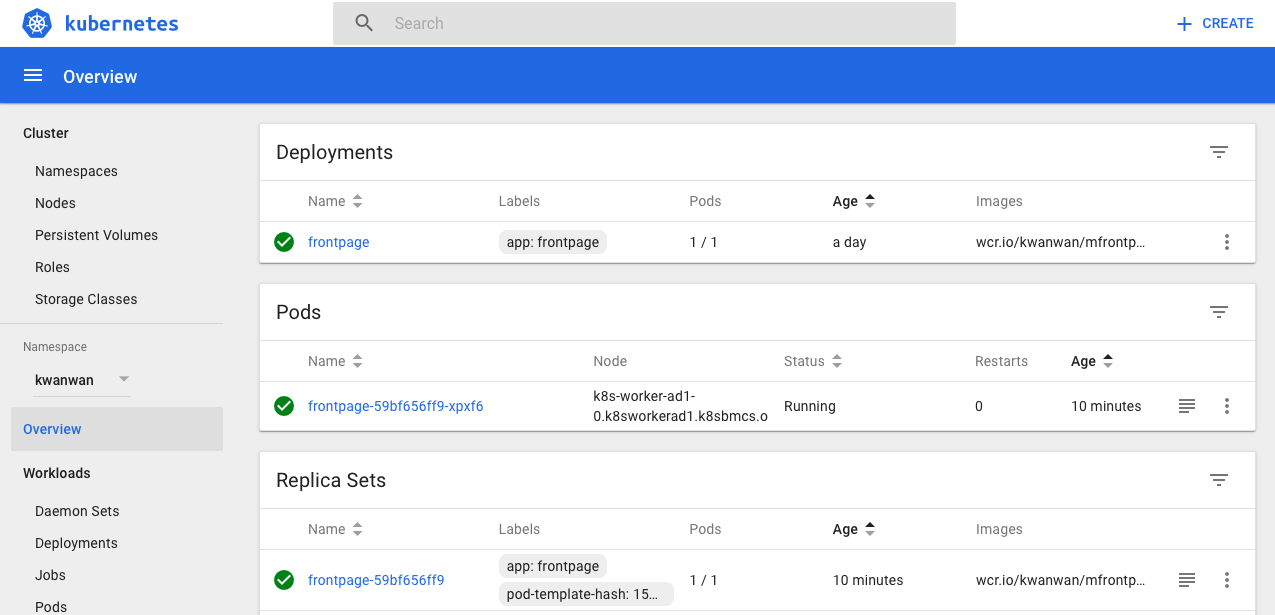 kubernetes
Search
CREATE
Overview
Cluster
Namespaces
Nodes
Persistent Volumes
Roles
Storage Classes
Namespace
kwanwan
Overview
Workloads
Daemon Sets
Deployments
Jobs
Pods
Deployments
Name Labels Pods Age Images
frontpage app: frontpage 1 / 1 a day wcr.io/kwanwan/mfrontp...
Pods
Name Node Status Restarts Age
frontpage-59bf656ff9-xpxf6 k8s-worker-ad1-
0.k8sworkerad1.k8sbmcs.o Running 0 10 minutes
Replica Sets
Name Labels Pods Age Images
frontpage-59bf656ff9 app: frontpage 1 / 1 10 minutes wcr.io/kwanwan/mfrontp...
pod-template-hash: 15...